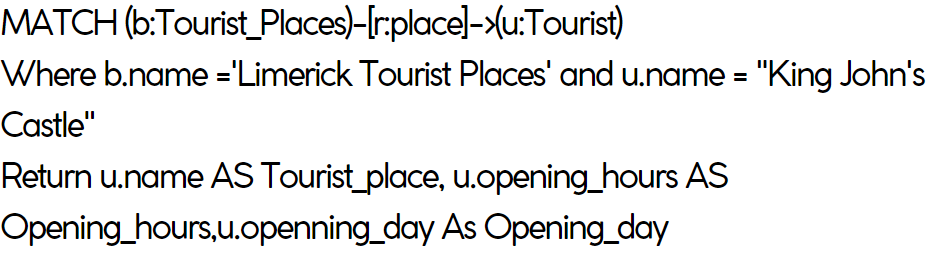 MATCH (b:Tourist_Places)-[r:place]->(u:Tourist)
Where b.name ='Limerick Tourist Places' and u.name = "King John's
Castle"
Return u.name AS Tourist_place, u.opening_hours AS
Opening_hours,u.openning_day As Opening_day